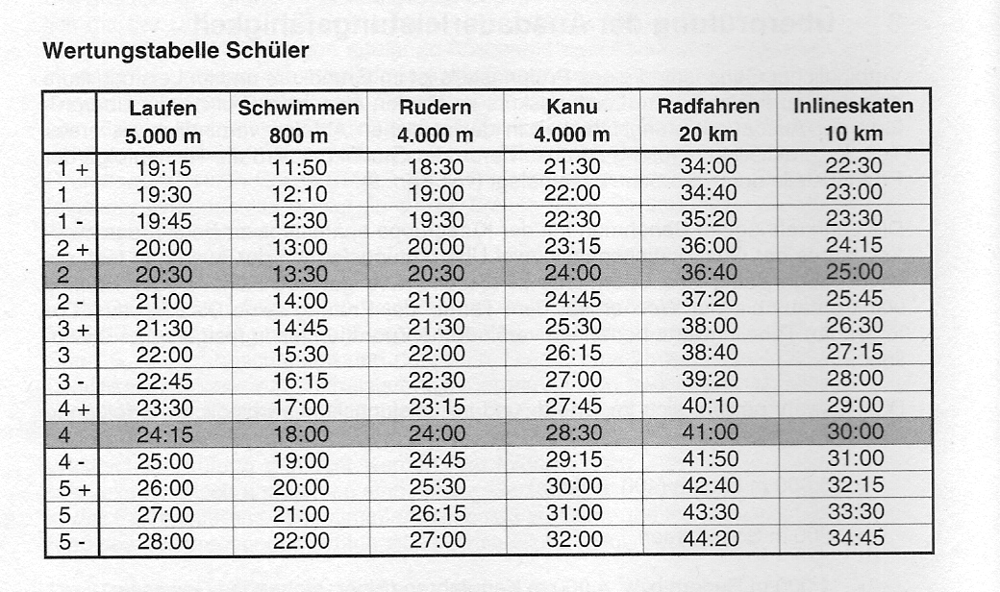 Wertungstabelle Schüler
Laufen Schwimmen Rudern Kanu Radfahren Inlineskaten
5.000 m 800 m 4.000 m 4.000 m 20 km 10 km
1 + 19:15 11:50 18:30 21:30 34:00 22:30
1 19:30 12:10 19:00 22:00 34:40 23:00
1 - 19:45 12:30 19:30 22:30 35:20 23:30
2 + 20:00 13:00 20:00 23:15 36:00 24:15
2 20:30 13:30 20:30 24:00 36:40 25:00
2 - 21:00 14:00 21:00 24:45 37:20 25:45
3 + 21:30 14:45 21:30 25:30 38:00 26:30
3 22:00 15:30 22:00 26:15 38:40 27:15
3 - 22:45 16:15 22:30 27:00 39:20 28:00
4 + 23:30 17:00 23:15 27:45 40:10 29:00
4 24:15 18:00 24:00 28:30 41:00 30:00
4 - 25:00 19:00 24:45 29:15 41:50 31:00
5 + 26:00 20:00 25:30 30:00 42:40 32:15
5 27:00 21:00 26:15 31:00 43:30 33:30
5 - 28:00 22:00 27:00 32:00 44:20 34:45